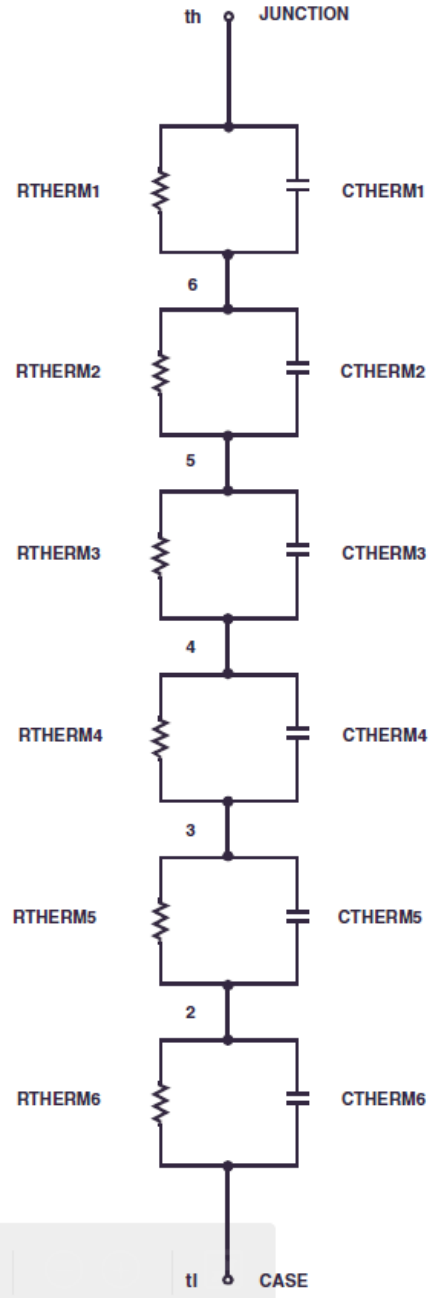 th JUNCTION
RTHERM1 CTHERM1
6
RTHERM2 CTHERM2
5
RTHERM3 CTHERM3
4
RTHERM4 CTHERM4
3
RTHERM5 CTHERM5
2
RTHERM6 CTHERM6
tl CASE